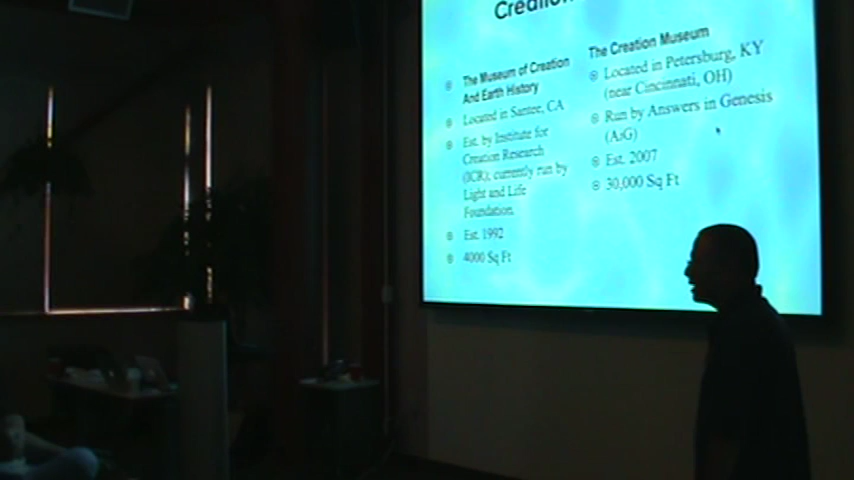 The Museum of Creation
And Earth History
Located in Santee, CA
Est. by Institute for
Creation Research
(ICR); currently run by
Light and Life
Foundation.
Est. 1992
4000 Sq Ft
The Creation Museum
Located in Petersburg, KY
(near Cincinnati, OH)
Run by Answers in Genesis
(AiG)
Est. 2007
30,000 Sq Ft